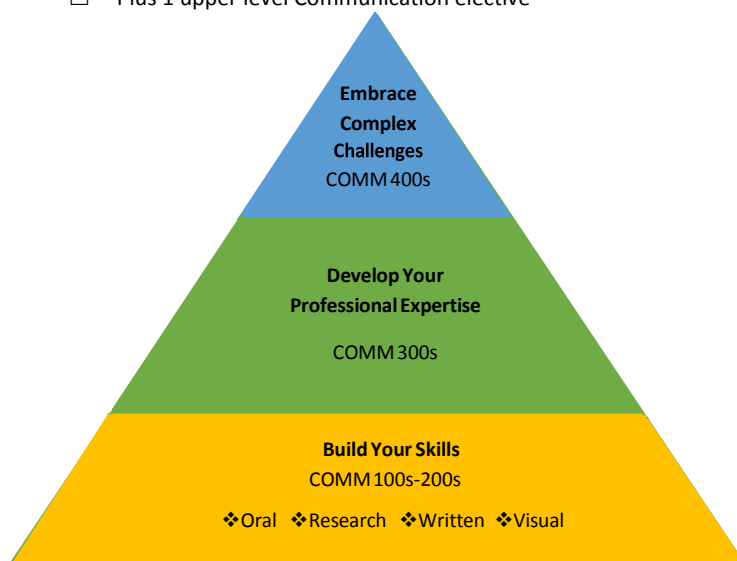 ☐ Plus 1 upper level Communication elective
Embrace
Complex
Challenges
COMM 400s
Develop Your
Professional Expertise
COMM 300s
Build Your Skills
COMM 100s-200s
❖Oral ❖Research ❖Written ❖Visual